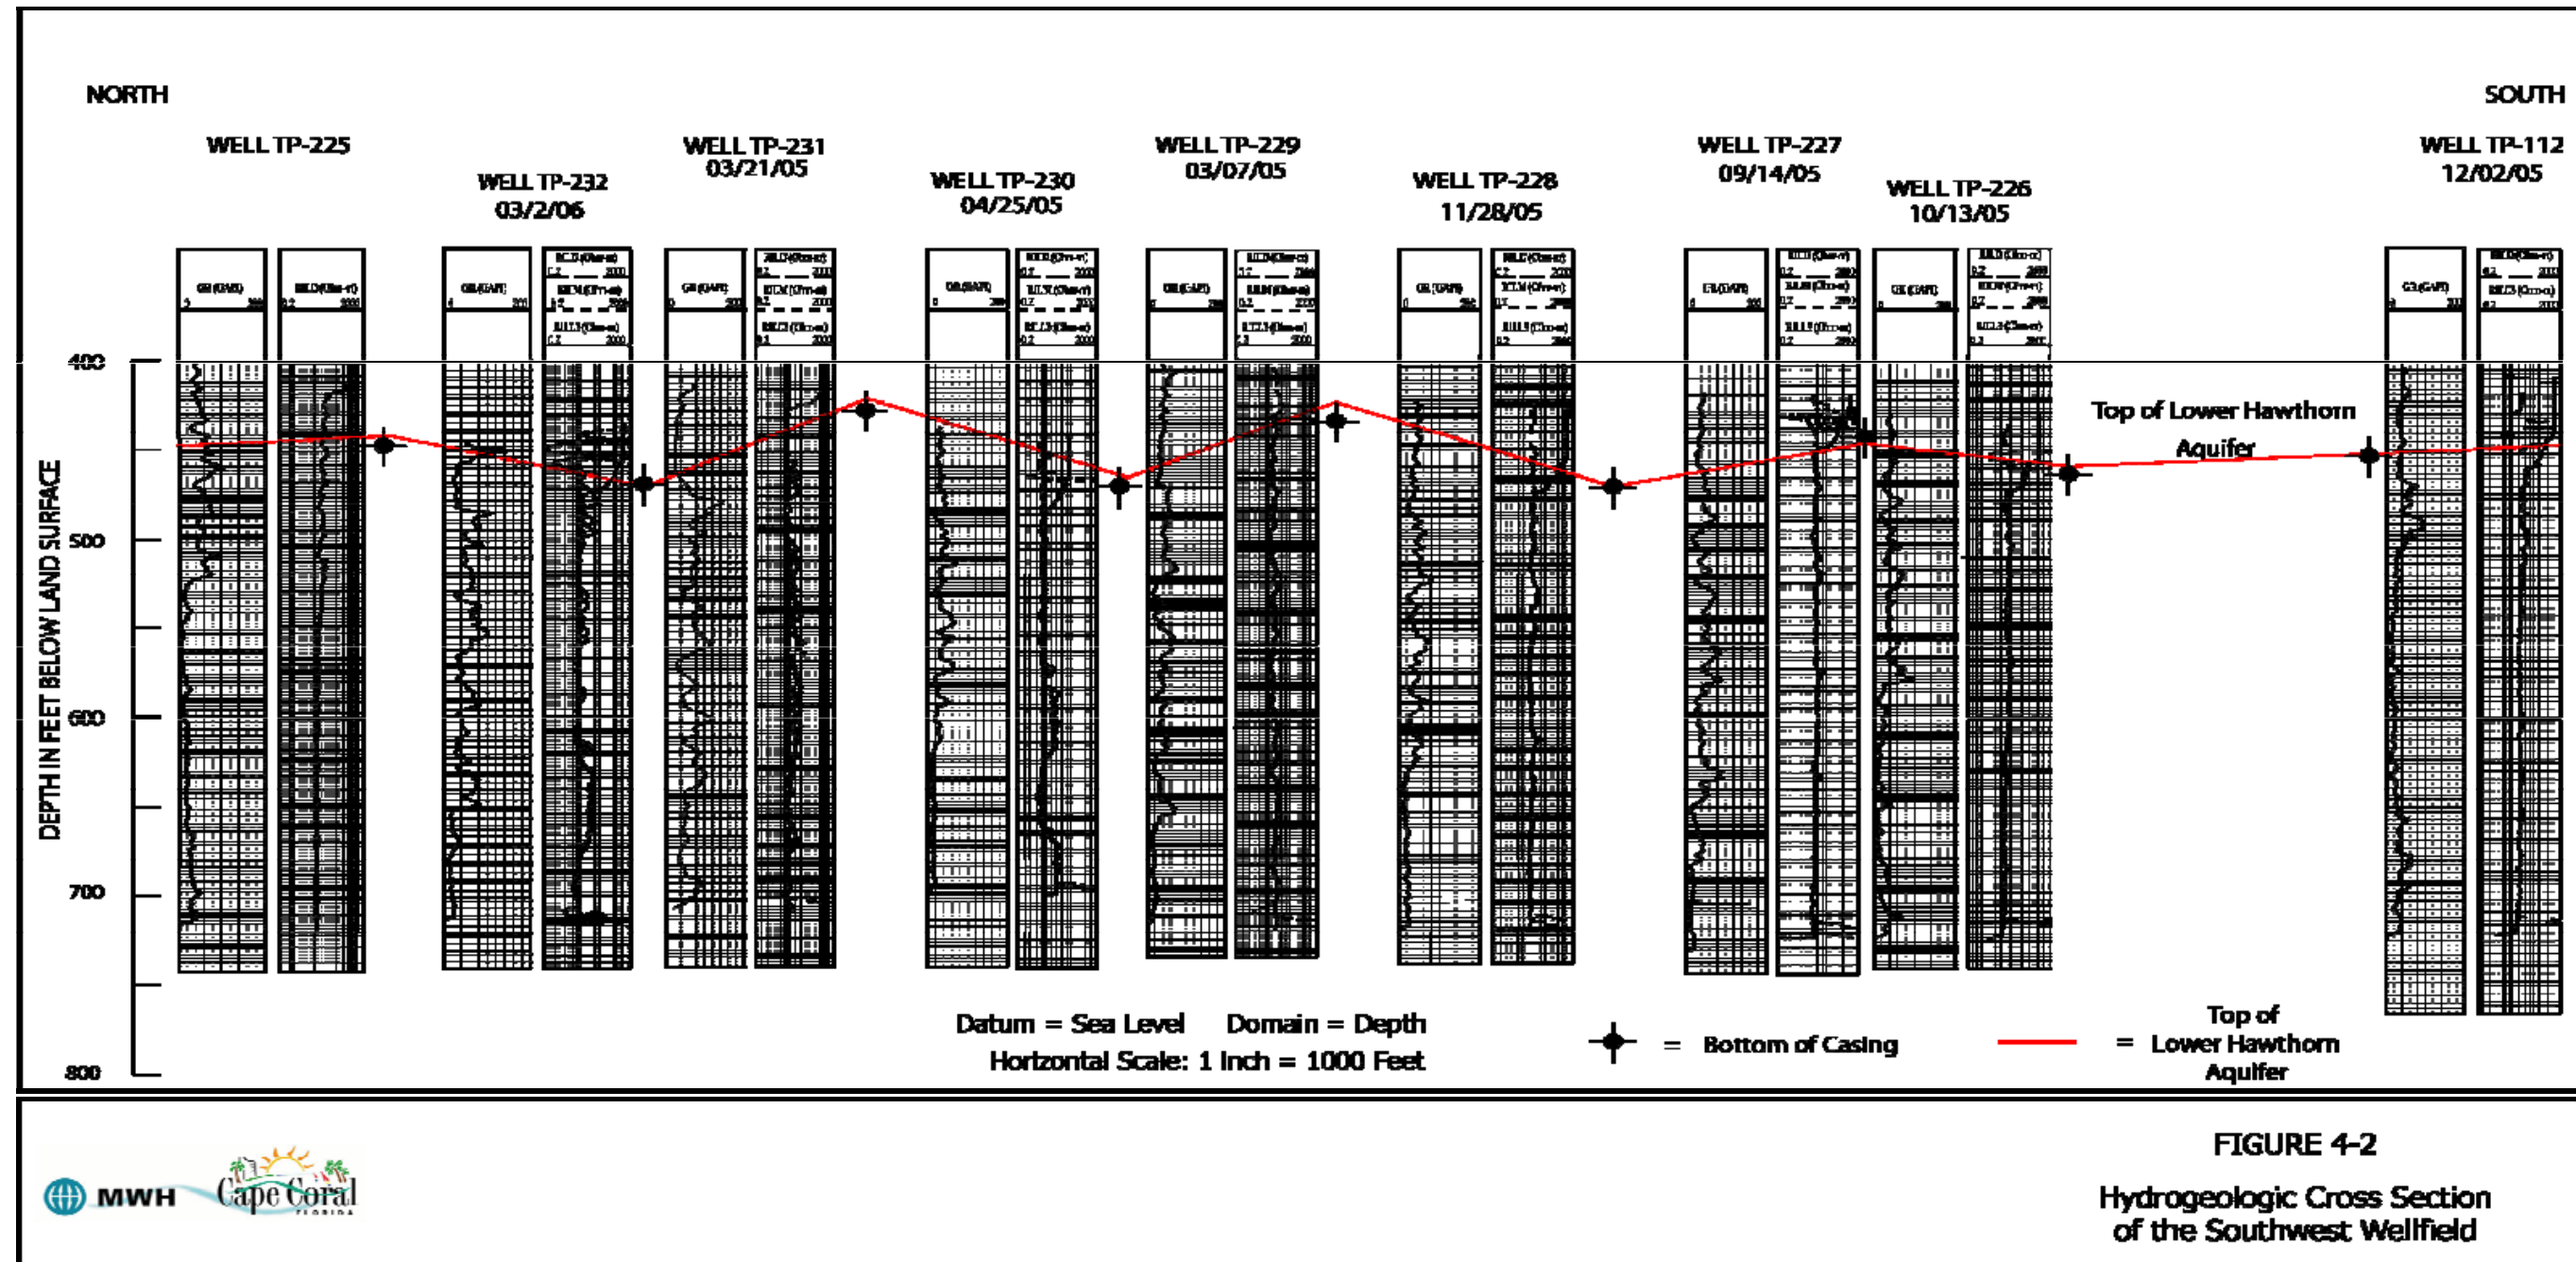 NORTH
SOUTH
WELL TP-225
WELL TP-232
03/2/06
WELL TP-231
03/21/05
WELL TP-230
04/25/05
WELL TP-229
03/07/05
WELL TP-228
11/28/05
WELL TP-227
09/14/05
WELL TP-226
10/13/05
WELL TP-112
12/02/05
DEPTH IN FEET BELOW LAND SURFACE
400
500
600
700
800
Top of Lower Hawthorn
Aquifer
Datum = Sea Level Domain = Depth
Horizontal Scale: 1 Inch = 1000 Feet
= Bottom of Casing
= Top of
Lower Hawthorn
Aquifer
MWH
Cape Coral
FLORIDA
FIGURE 4-2
Hydrogeologic Cross Section
of the Southwest Wellfield